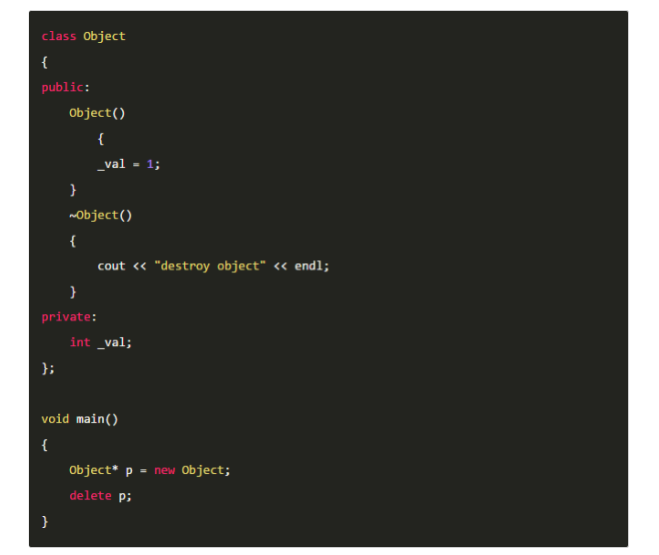 class Object
{
public:
    Object()
        {
        _val = 1;
    }
    ~Object()
    {
        cout << "destroy object" << endl;
    }
private:
    int _val;
};

void main()
{
    Object* p = new Object;
    delete p;
}